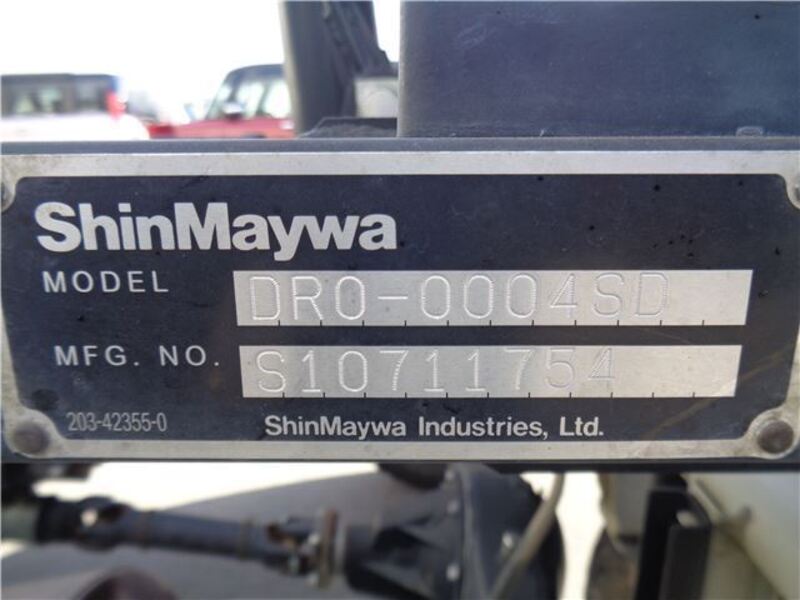 ShinMaywa
MODEL DR0-0004SD
MFG. NO. S10711754
203-42355-0 ShinMaywa Industries, Ltd.